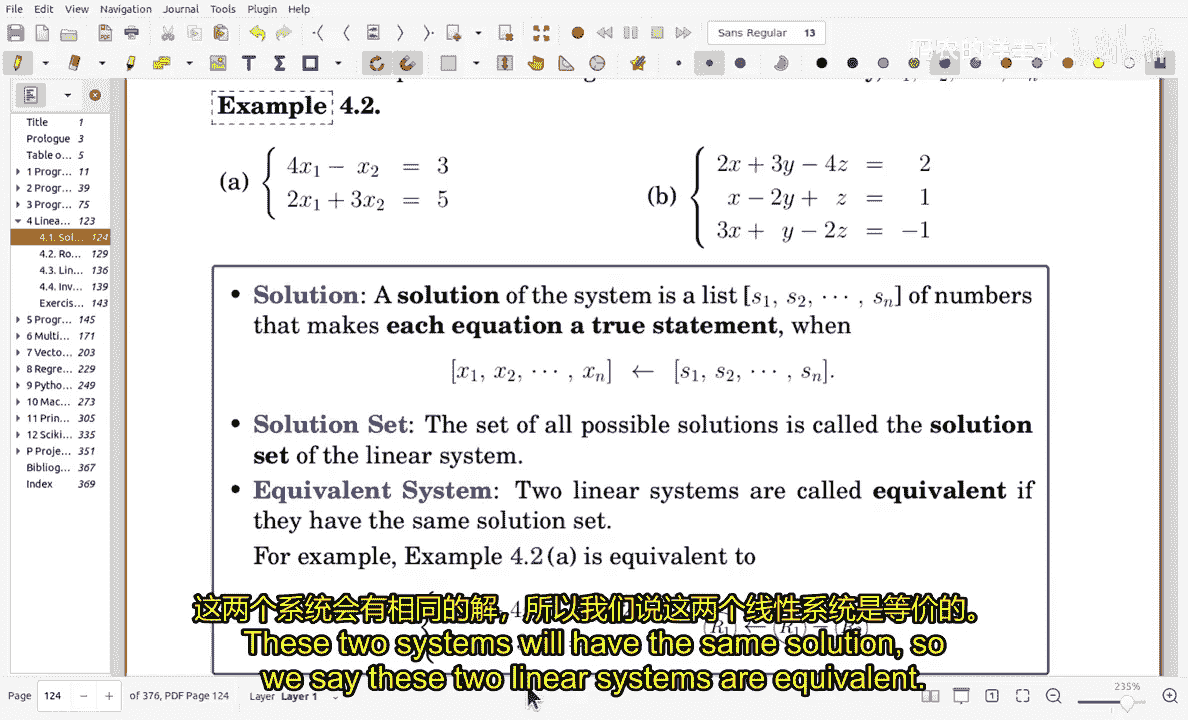 File Edit View Navigation Journal Tools Plugin Help
Sans Regular 13
Title 1
Prologue 3
Table o... 5
1 Progr... 11
2 Progr... 39
3 Progr... 75
4 Linea... 123
4.1. Sol... 124
4.2. Ro... 129
4.3. Lin... 136
4.4. Inv... 139
Exercis... 143
5 Progr... 145
6 Multi... 171
7 Vecto... 203
8 Regre... 229
9 Pytho... 249
10 Mac... 273
11 Prin... 305
12 Sciki... 335
P Proje... 351
Bibliog... 367
Index 369
Example 4.2.
(a) { 4x₁ − x₂ = 3
2x₁ + 3x₂ = 5
(b) { 2x + 3y − 4z = 2
x − 2y + z = 1
3x + y − 2z = −1
• Solution: A solution of the system is a list [s₁, s₂, ⋯ , sₙ] of numbers
that makes each equation a true statement, when
[x₁, x₂, ⋯ , xₙ] ← [s₁, s₂, ⋯ , sₙ].
• Solution Set: The set of all possible solutions is called the solution
set of the linear system.
• Equivalent System: Two linear systems are called equivalent if
they have the same solution set.
For example, Example 4.2 (a) is equivalent to
这两个系统会有相同的解，所以我们说这两个线性系统是等价的。
These two systems will have the same solution, so
we say these two linear systems are equivalent.
Page 124 − + of 376, PDF Page 124 Layer Layer 1 235%